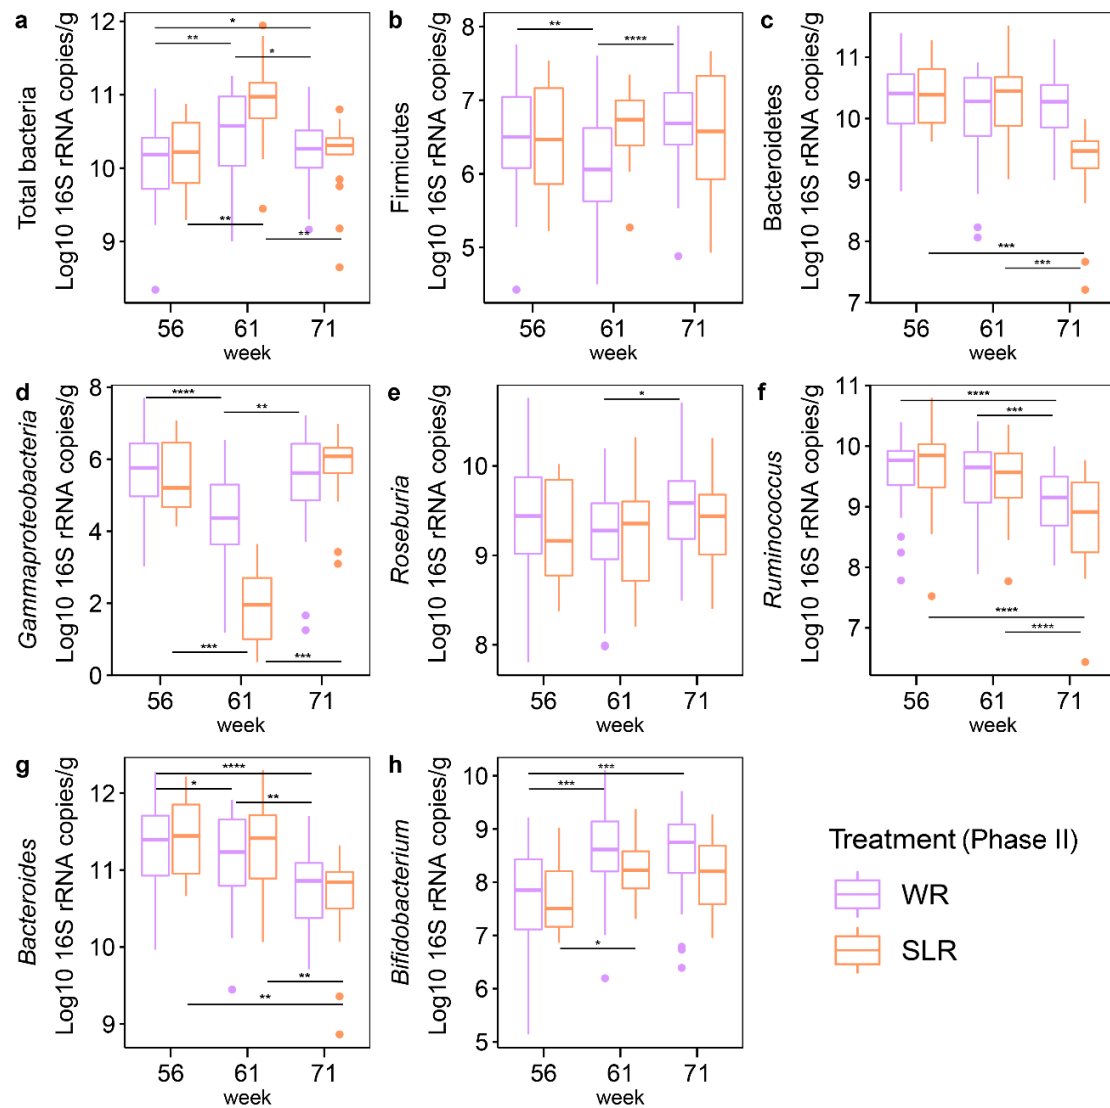 a
Total bacteria
Log10 16S rRNA copies/g
12
11
10
9
*
**
*
**
**
56 61 71
week
b
Firmicutes
Log10 16S rRNA copies/g
8
7
6
5
**
****
56 61 71
week
c
Bacteroidetes
Log10 16S rRNA copies/g
11
10
9
8
7
***
***
56 61 71
week
d
Gammaproteobacteria
Log10 16S rRNA copies/g
8
6
4
2
0
****
**
***
***
56 61 71
week
e
Roseburia
Log10 16S rRNA copies/g
10
9
8
*
56 61 71
week
f
Ruminococcus
Log10 16S rRNA copies/g
11
10
9
8
7
****
***
****
****
56 61 71
week
g
Bacteroides
Log10 16S rRNA copies/g
12
11
10
9
****
*
**
**
**
56 61 71
week
h
Bifidobacterium
Log10 16S rRNA copies/g
10
9
8
7
6
5
***
***
*
56 61 71
week
Treatment (Phase II)
WR
SLR